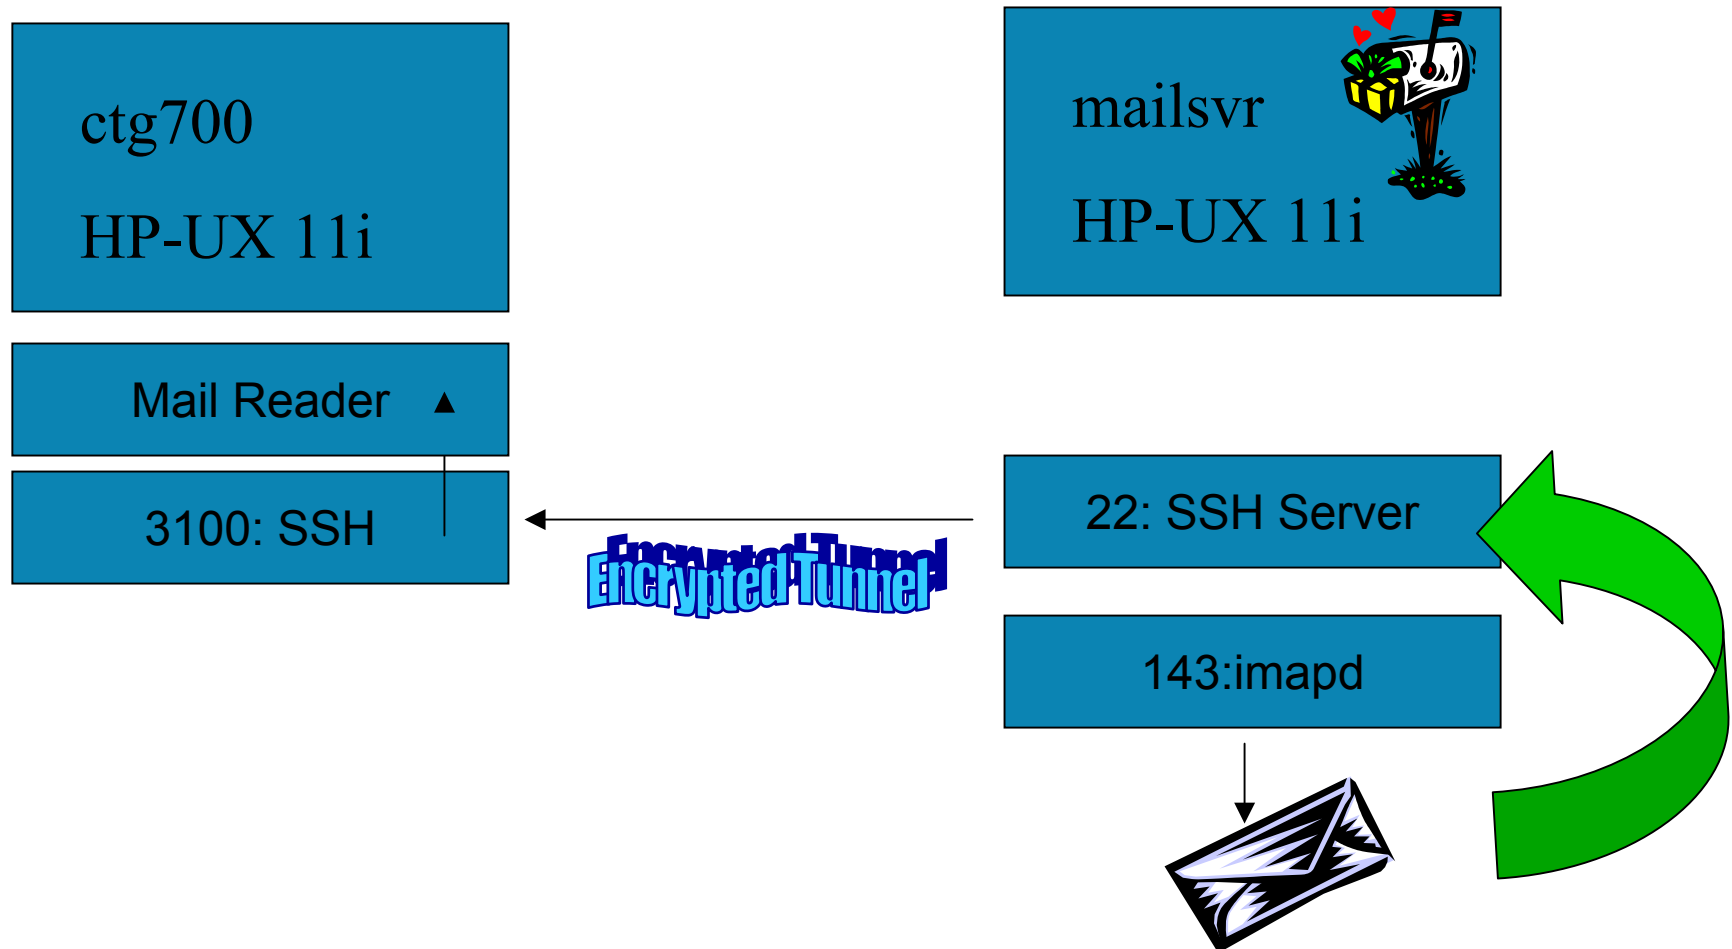 ctg700
HP-UX 11i
mailsvr
HP-UX 11i
Mail Reader
3100: SSH
Encrypted Tunnel
22: SSH Server
143:imapd